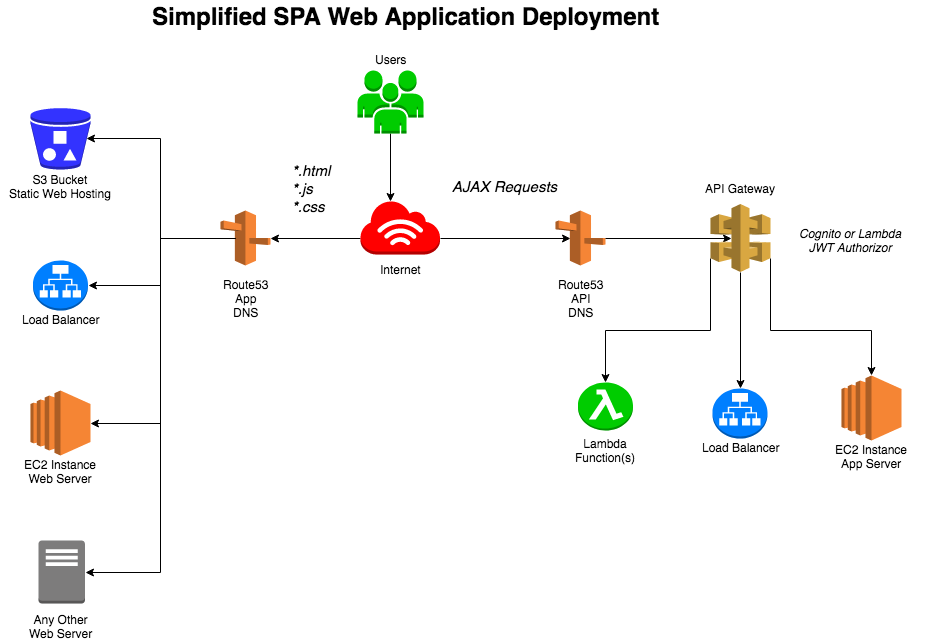 Simplified SPA Web Application Deployment
Users
*.html
*.js
*.css
AJAX Requests
API Gateway
Cognito or Lambda
JWT Authorizor
S3 Bucket
Static Web Hosting
Internet
Route53
App
DNS
Route53
API
DNS
Load Balancer
Lambda
Function(s)
Load Balancer
EC2 Instance
App Server
EC2 Instance
Web Server
Any Other
Web Server